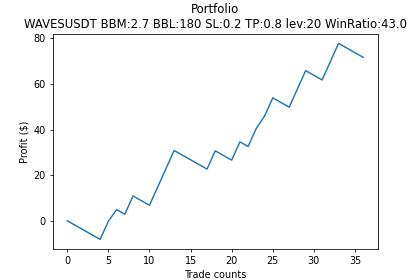 Portfolio
WAVESUSDT BBM:2.7 BBL:180 SL:0.2 TP:0.8 lev:20 WinRatio:43.0
80
60
40
20
0
Profit ($)
0 5 10 15 20 25 30 35
Trade counts